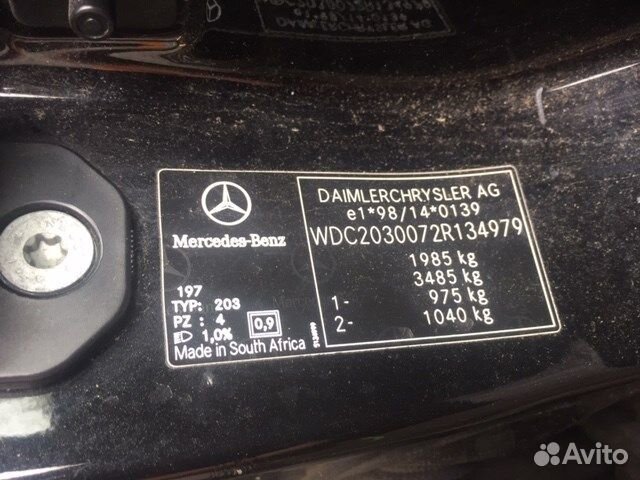 Mercedes-Benz
197
TYP: 203
PZ : 4
1,0% 0,9
Made in South Africa
DAIMLERCHRYSLER AG
e1*98/14*0139
WDC2030072R134979
1985 kg
3485 kg
1- 975 kg
2- 1040 kg
Avito